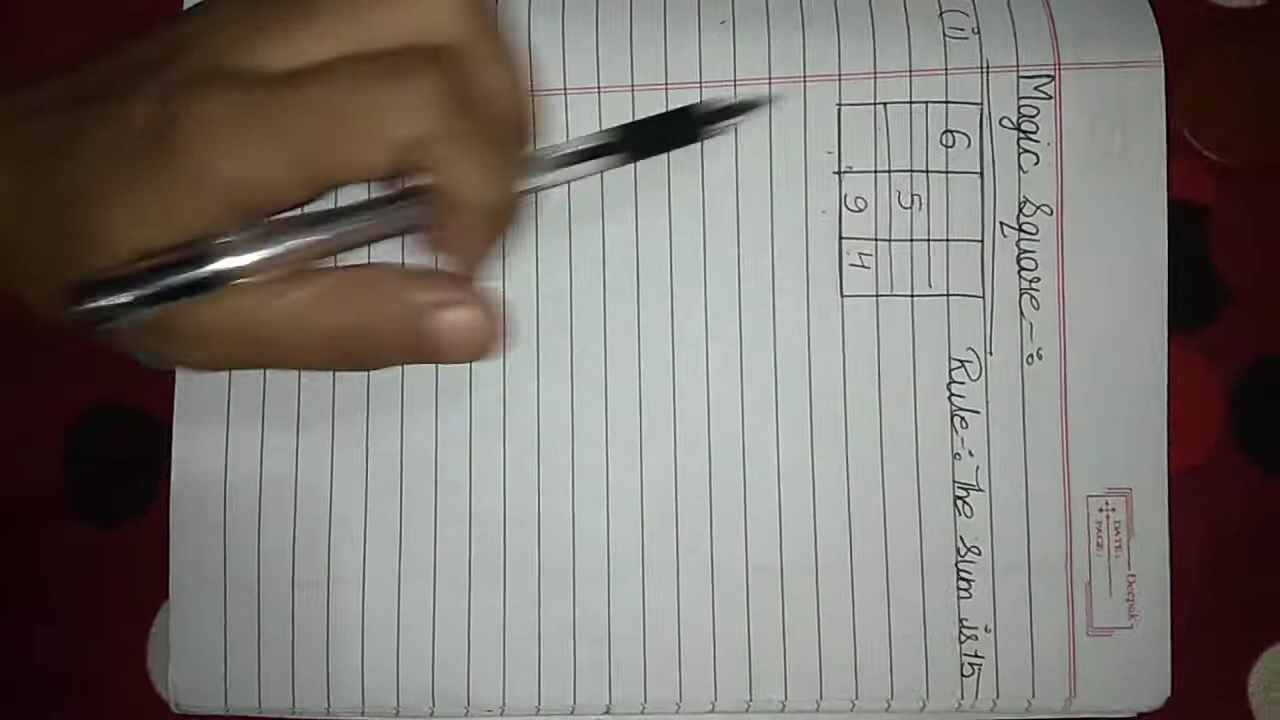 Deepak
DATE:
PAGE:
Magic Square-:
(i) 6 Rule-: The sum is 15
5
9 4